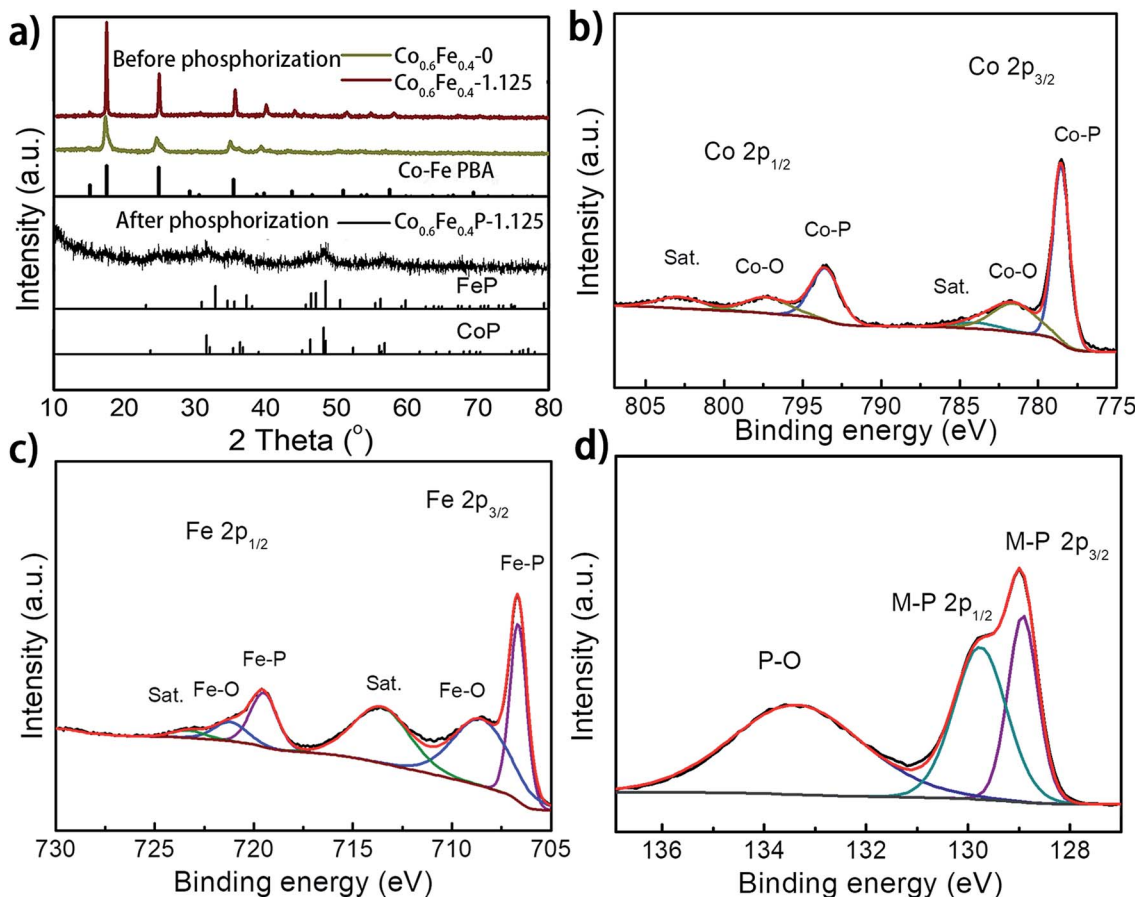 a)
Before phosphorization
Co0.6Fe0.4-0
Co0.6Fe0.4-1.125
Co-Fe PBA
After phosphorization
Co0.6Fe0.4P-1.125
FeP
CoP
Intensity (a.u.)
10 20 30 40 50 60 70 80
2 Theta (°)
b)
Co 2p3/2
Co-P
Co 2p1/2
Co-P
Sat.
Co-O
Sat.
Co-O
Intensity (a.u.)
805 800 795 790 785 780 775
Binding energy (eV)
c)
Fe 2p3/2
Fe 2p1/2
Fe-P
Fe-P
Sat.
Fe-O
Sat.
Fe-O
Intensity (a.u.)
730 725 720 715 710 705
Binding energy (eV)
d)
M-P 2p3/2
M-P 2p1/2
P-O
Intensity (a.u.)
136 134 132 130 128
Binding energy (eV)